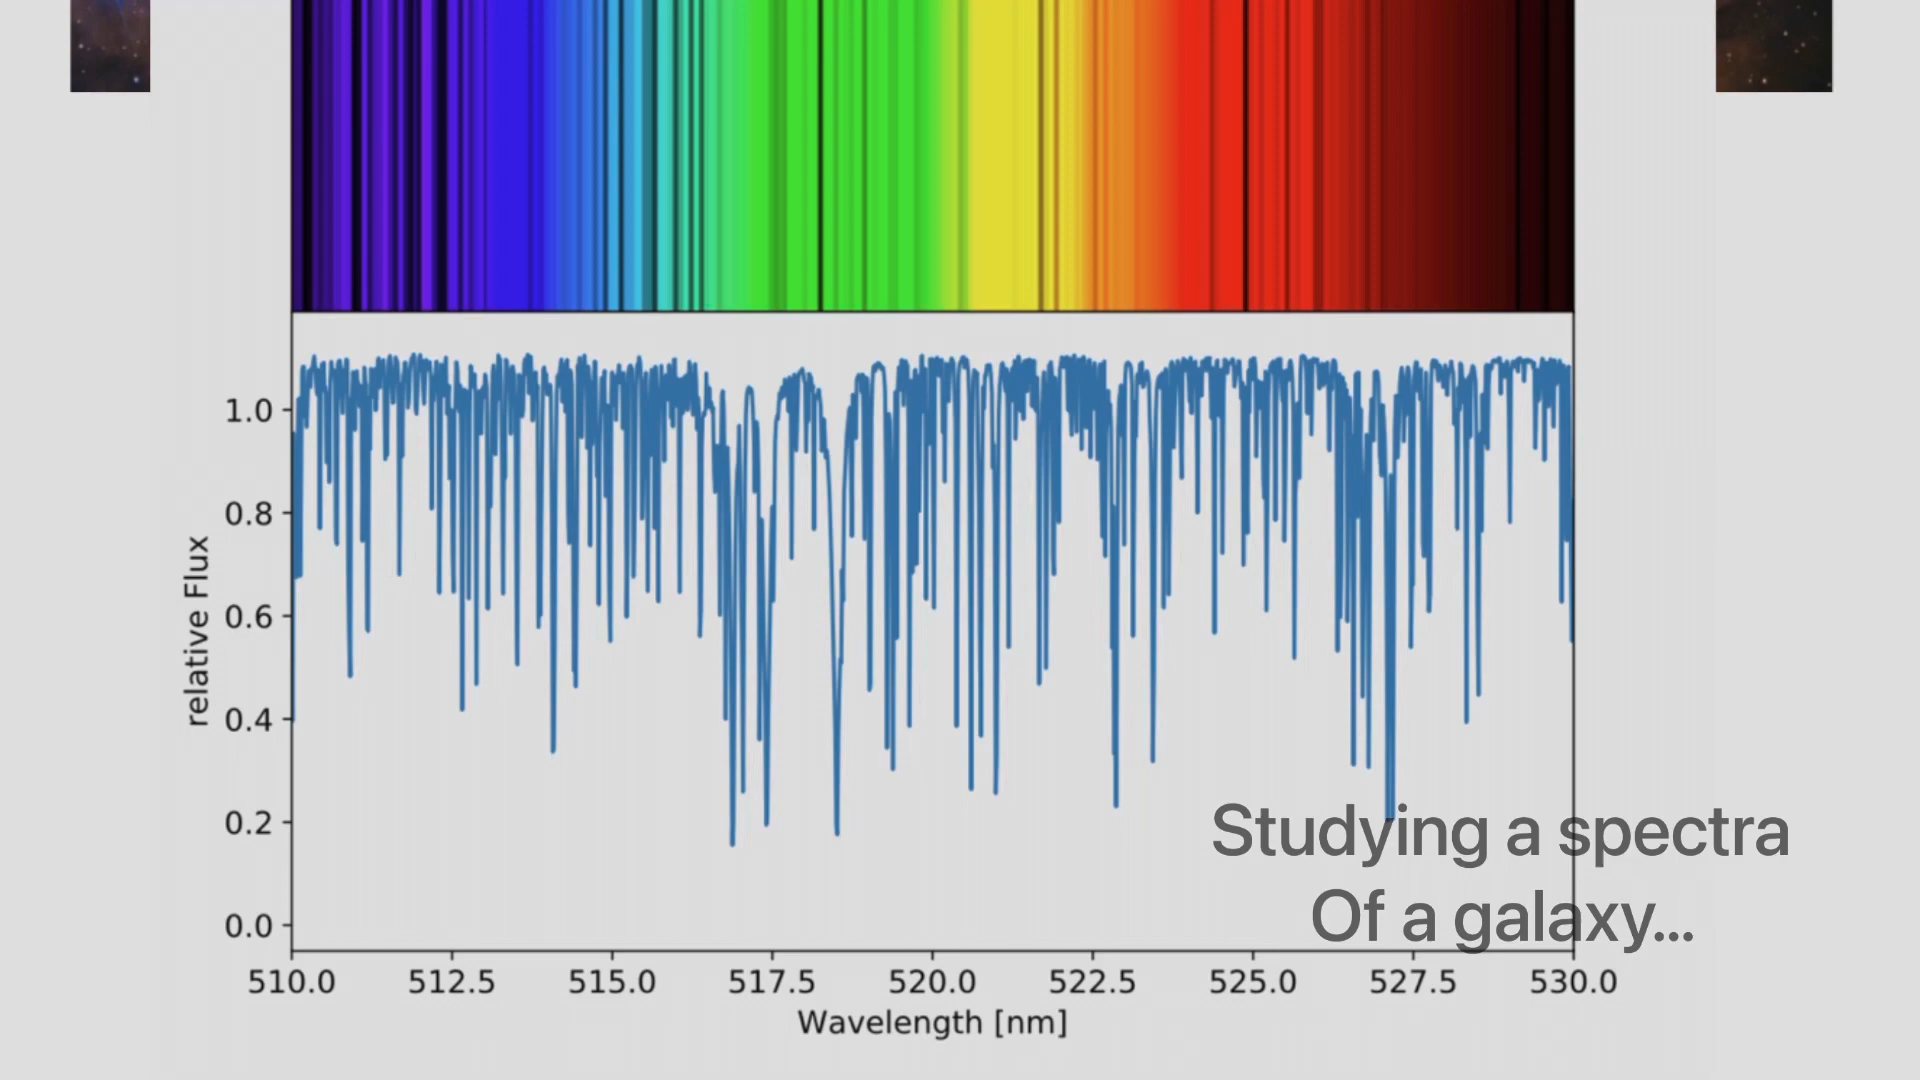 1.0
0.8
0.6
0.4
0.2
0.0
relative Flux
510.0 512.5 515.0 517.5 520.0 522.5 525.0 527.5 530.0
Wavelength [nm]
Studying a spectra
Of a galaxy...